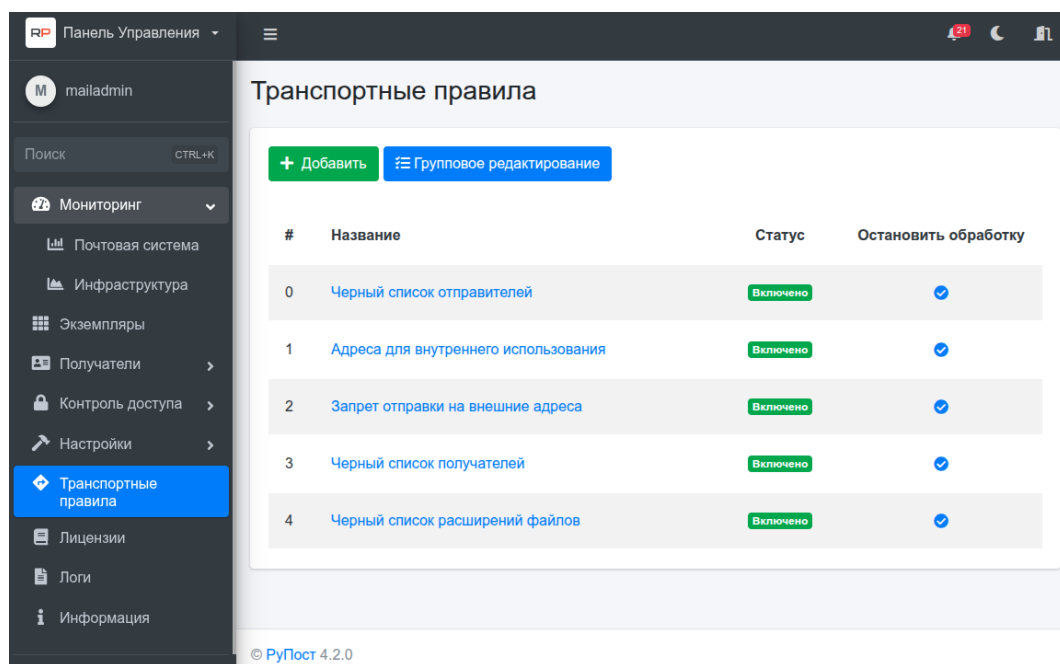 RP Панель Управления
21
M mailadmin
Транспортные правила
Поиск CTRL+K
Добавить Групповое редактирование
Мониторинг
Почтовая система
Инфраструктура
Экземпляры
Получатели
Контроль доступа
Настройки
Транспортные
правила
Лицензии
Логи
Информация
# Название Статус Остановить обработку
0 Черный список отправителей Включено
1 Адреса для внутреннего использования Включено
2 Запрет отправки на внешние адреса Включено
3 Черный список получателей Включено
4 Черный список расширений файлов Включено
© РуПост 4.2.0